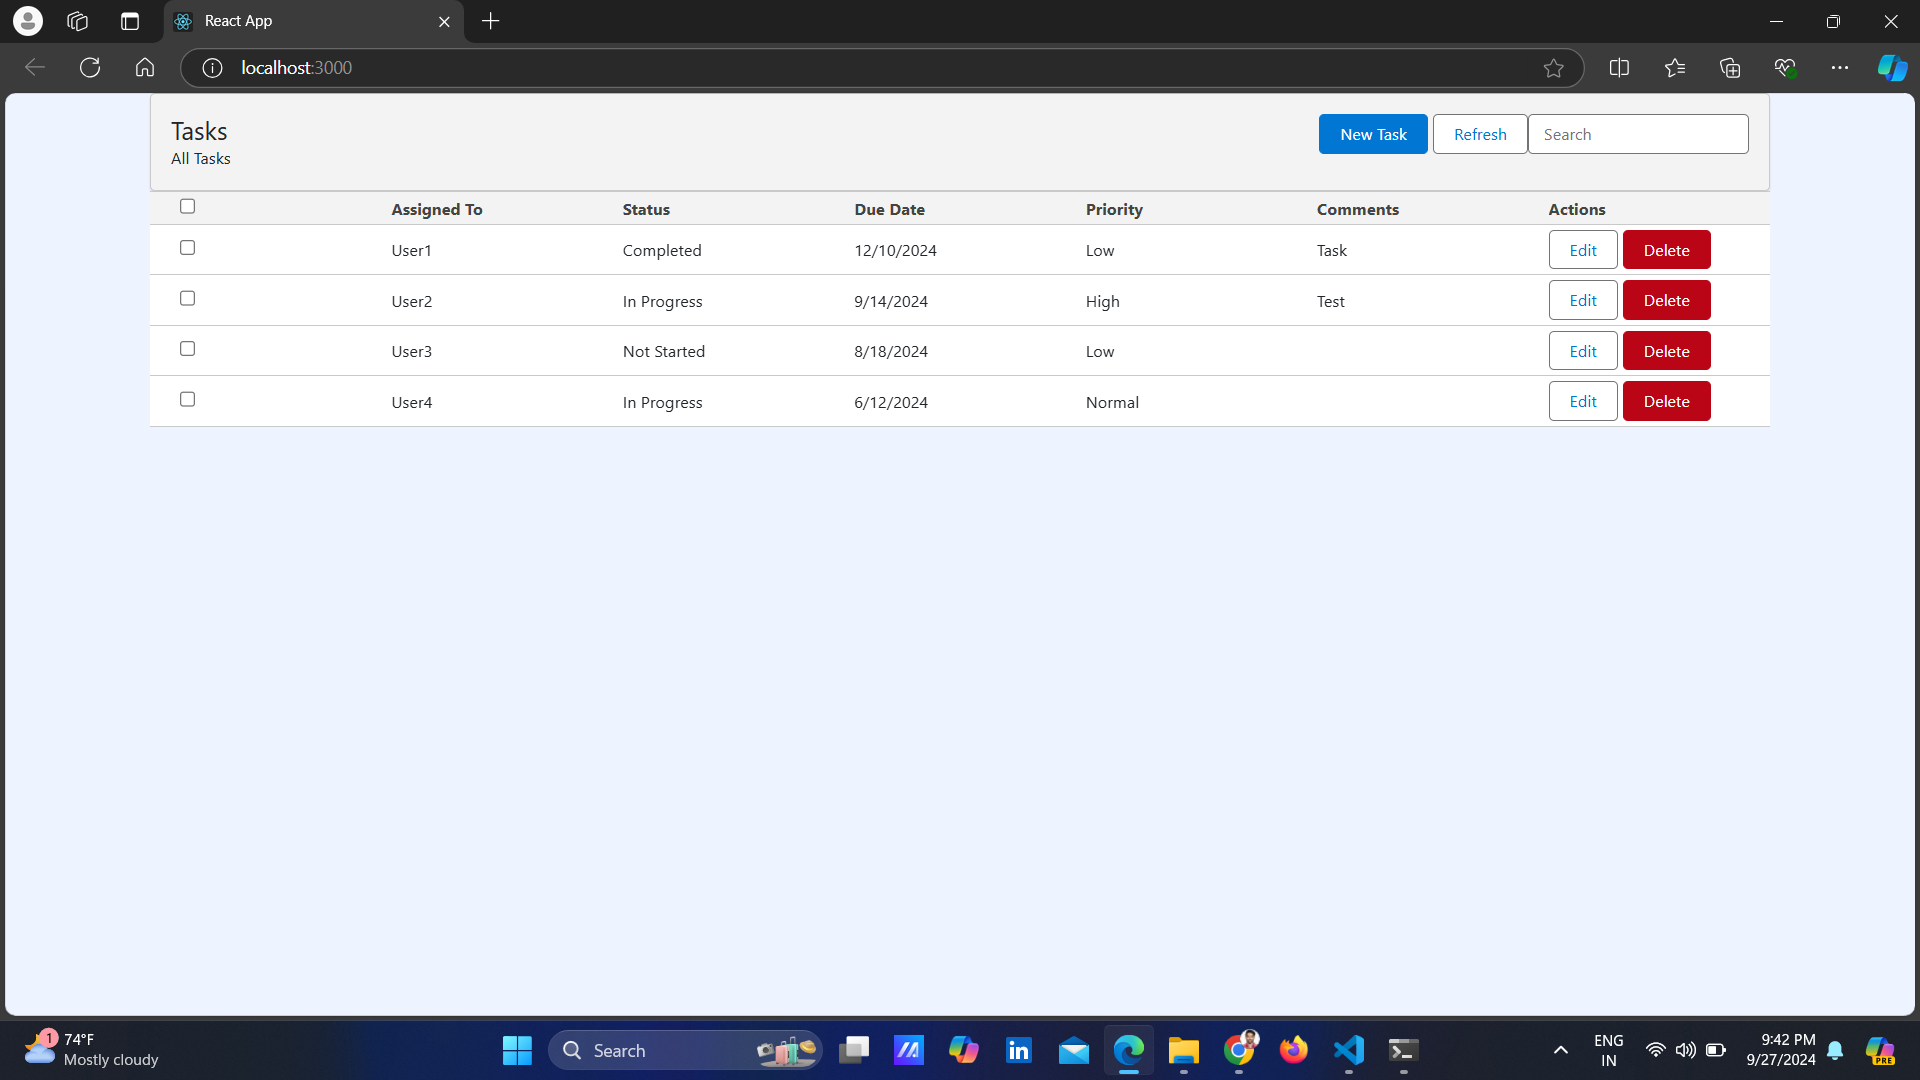 React App
localhost:3000
Tasks
All Tasks
New Task Refresh Search
Assigned To Status Due Date Priority Comments Actions
User1 Completed 12/10/2024 Low Task Edit Delete
User2 In Progress 9/14/2024 High Test Edit Delete
User3 Not Started 8/18/2024 Low Edit Delete
User4 In Progress 6/12/2024 Normal Edit Delete
1
74°F
Mostly cloudy
Search
in
ENG
IN
9:42 PM
9/27/2024
PRE